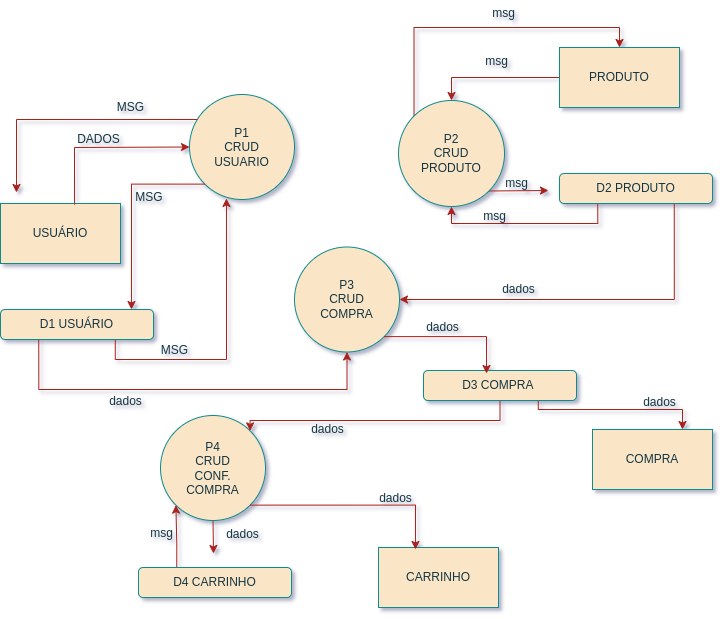 msg
msg
PRODUTO
MSG
DADOS
P1
CRUD
USUARIO
P2
CRUD
PRODUTO
MSG
msg
D2 PRODUTO
msg
USUÁRIO
P3
CRUD
COMPRA
dados
D1 USUÁRIO
dados
MSG
D3 COMPRA
dados
dados
dados
P4
CRUD
CONF.
COMPRA
COMPRA
dados
msg
dados
D4 CARRINHO
CARRINHO